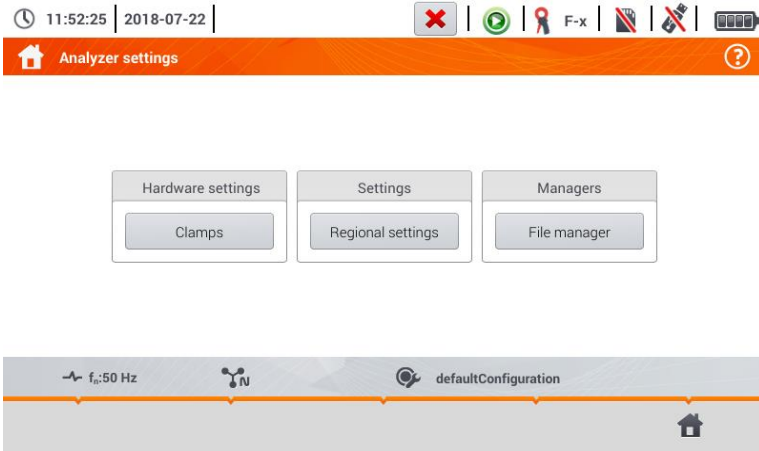 11:52:25 2018-07-22 F-x
Analyzer settings ?
Hardware settings Settings Managers
Clamps Regional settings File manager
fₙ:50 Hz N defaultConfiguration